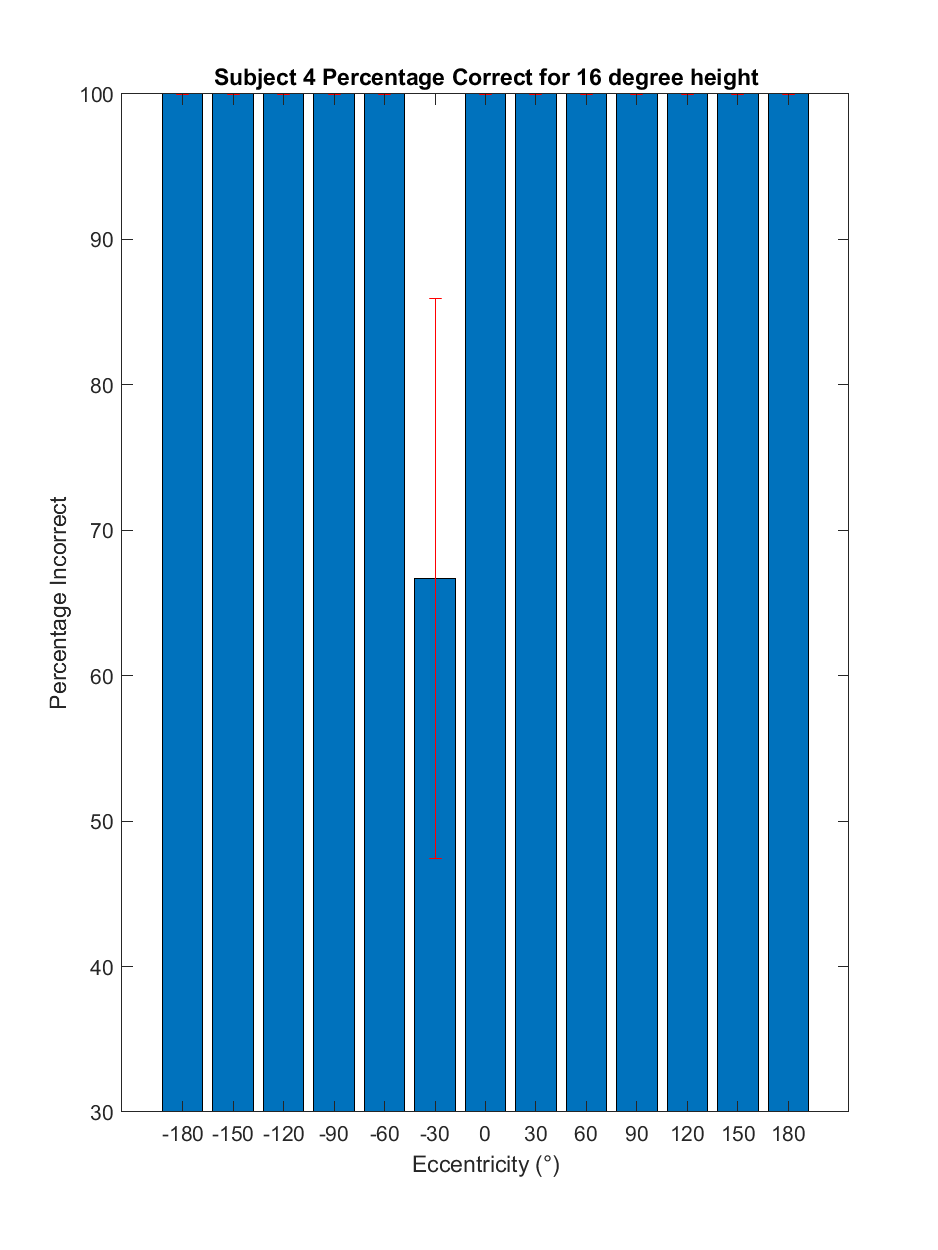 Subject 4 Percentage Correct for 16 degree height
100
90
80
70
60
50
40
30
Percentage Incorrect
-180 -150 -120 -90 -60 -30 0 30 60 90 120 150 180
Eccentricity (°)